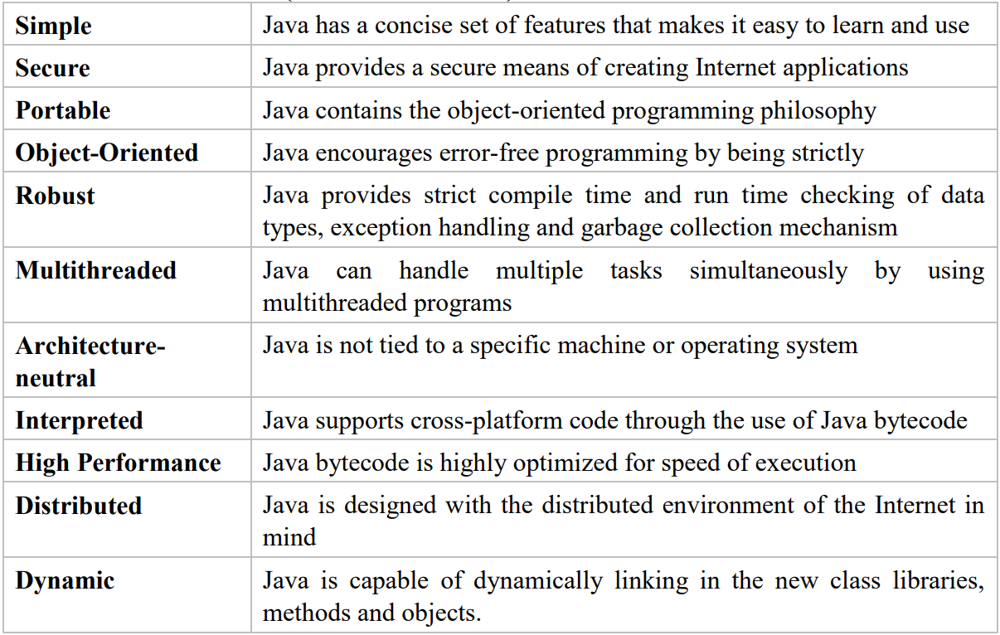 Simple
Java has a concise set of features that makes it easy to learn and use
Secure
Java provides a secure means of creating Internet applications
Portable
Java contains the object-oriented programming philosophy
Object-Oriented
Java encourages error-free programming by being strictly
Robust
Java provides strict compile time and run time checking of data
types, exception handling and garbage collection mechanism
Multithreaded
Java can handle multiple tasks simultaneously by using
multithreaded programs
Architecture-
neutral
Java is not tied to a specific machine or operating system
Interpreted
Java supports cross-platform code through the use of Java bytecode
High Performance
Java bytecode is highly optimized for speed of execution
Distributed
Java is designed with the distributed environment of the Internet in
mind
Dynamic
Java is capable of dynamically linking in the new class libraries,
methods and objects.